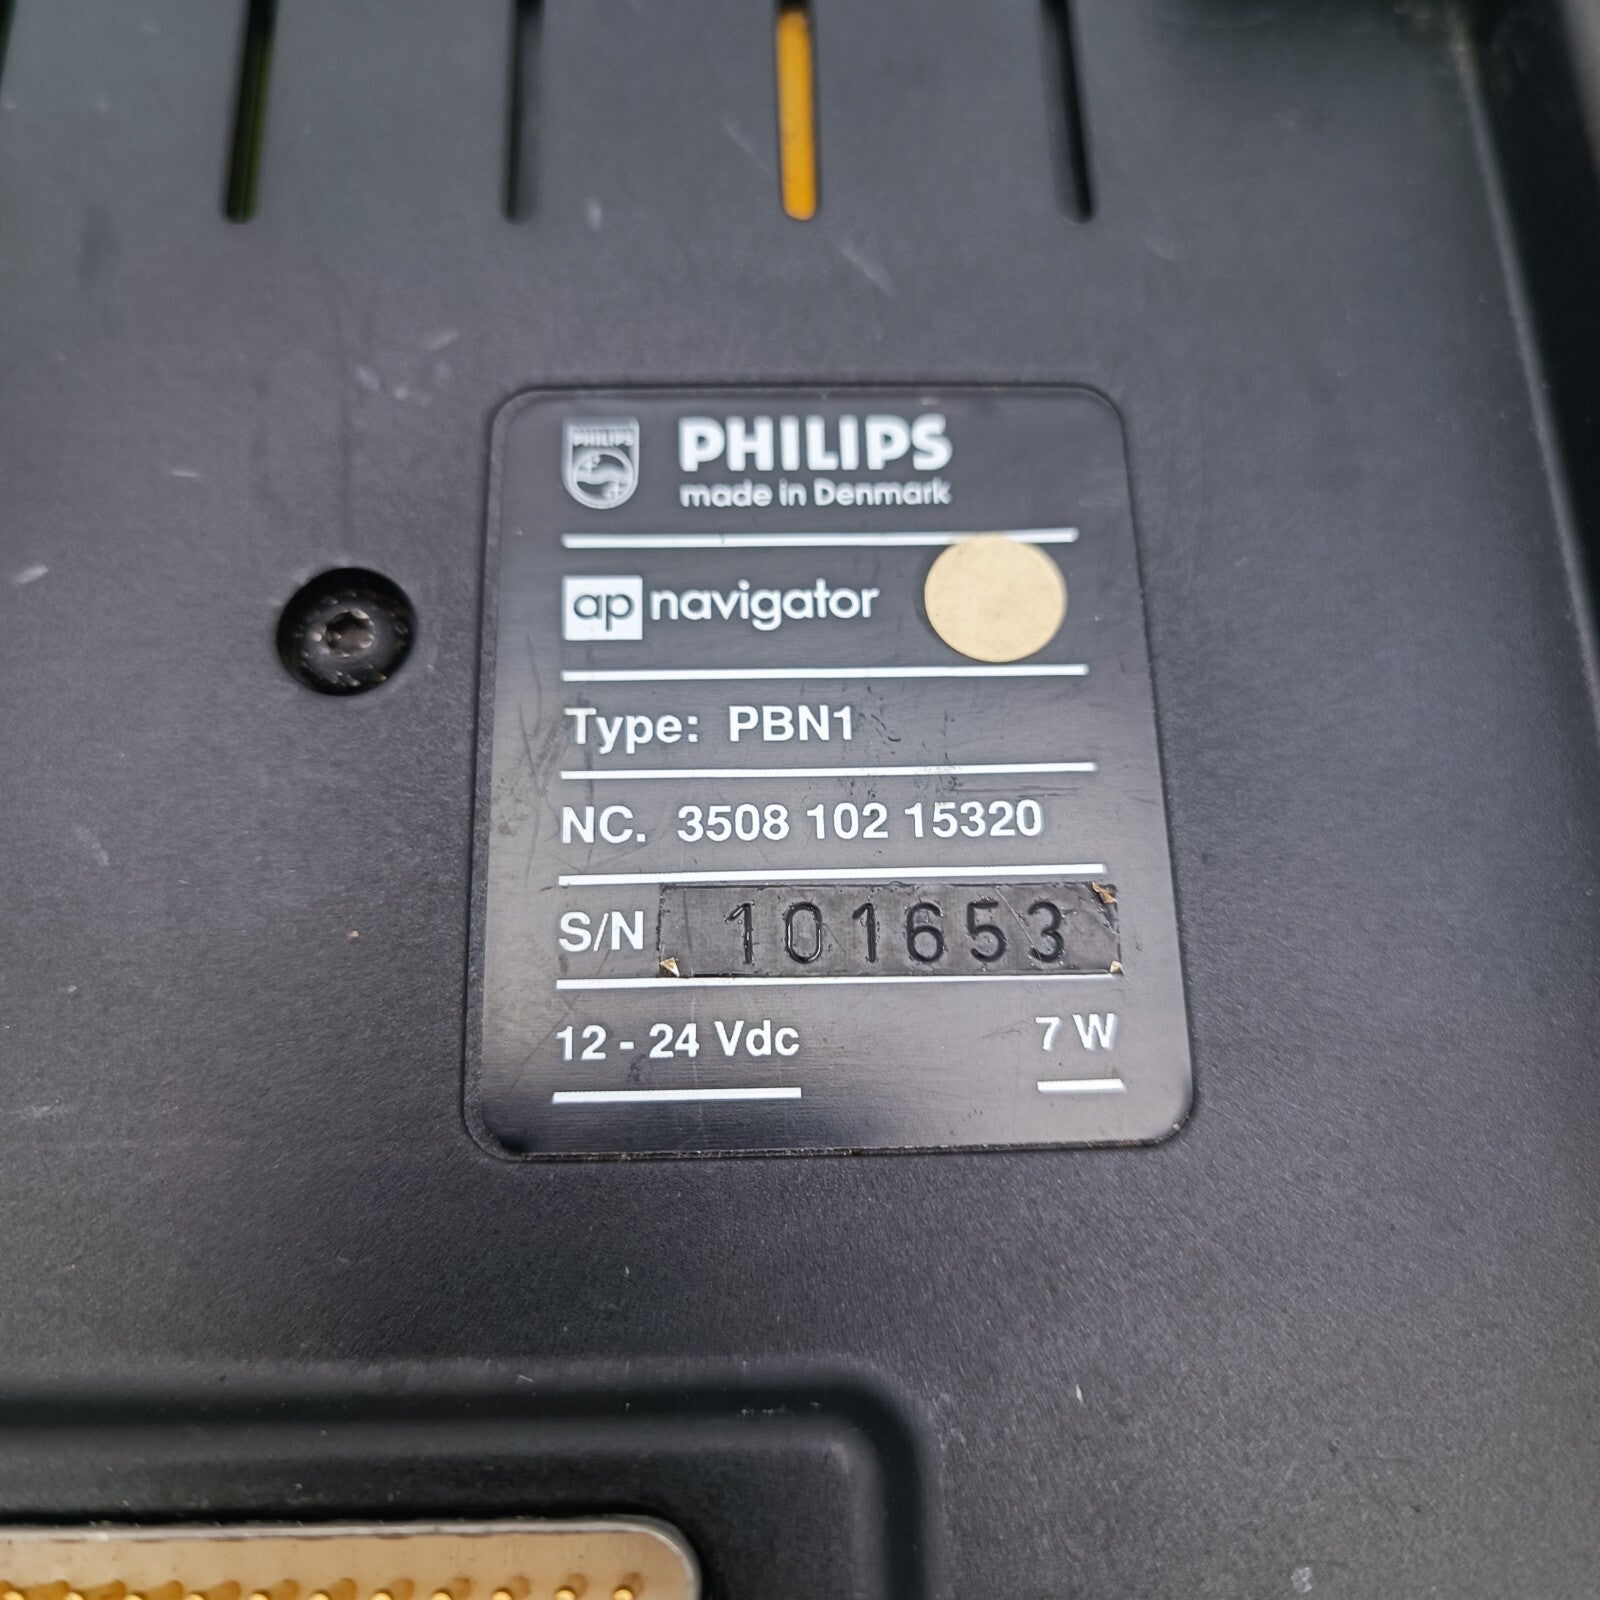 PHILIPS
PHILIPS
made in Denmark
ap navigator
Type: PBN1
NC. 3508 102 15320
S/N 101653
12 - 24 Vdc 7 W